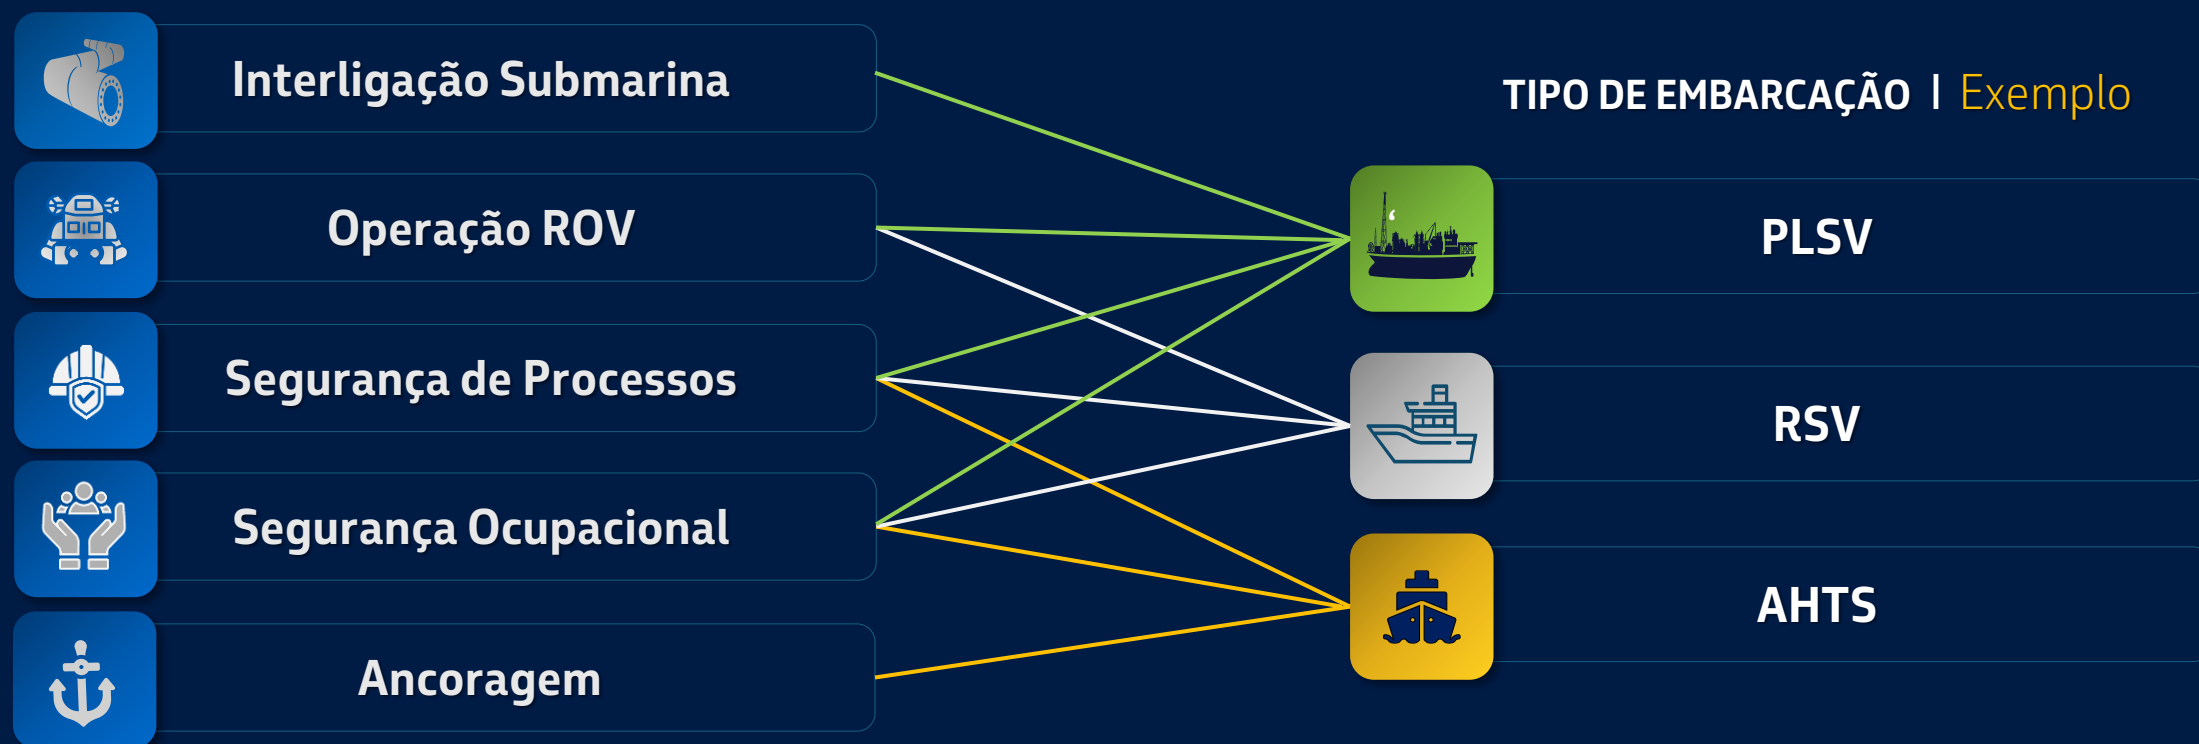 Interligação Submarina
Operação ROV
Segurança de Processos
Segurança Ocupacional
Ancoragem
TIPO DE EMBARCAÇÃO | Exemplo
PLSV
RSV
AHTS